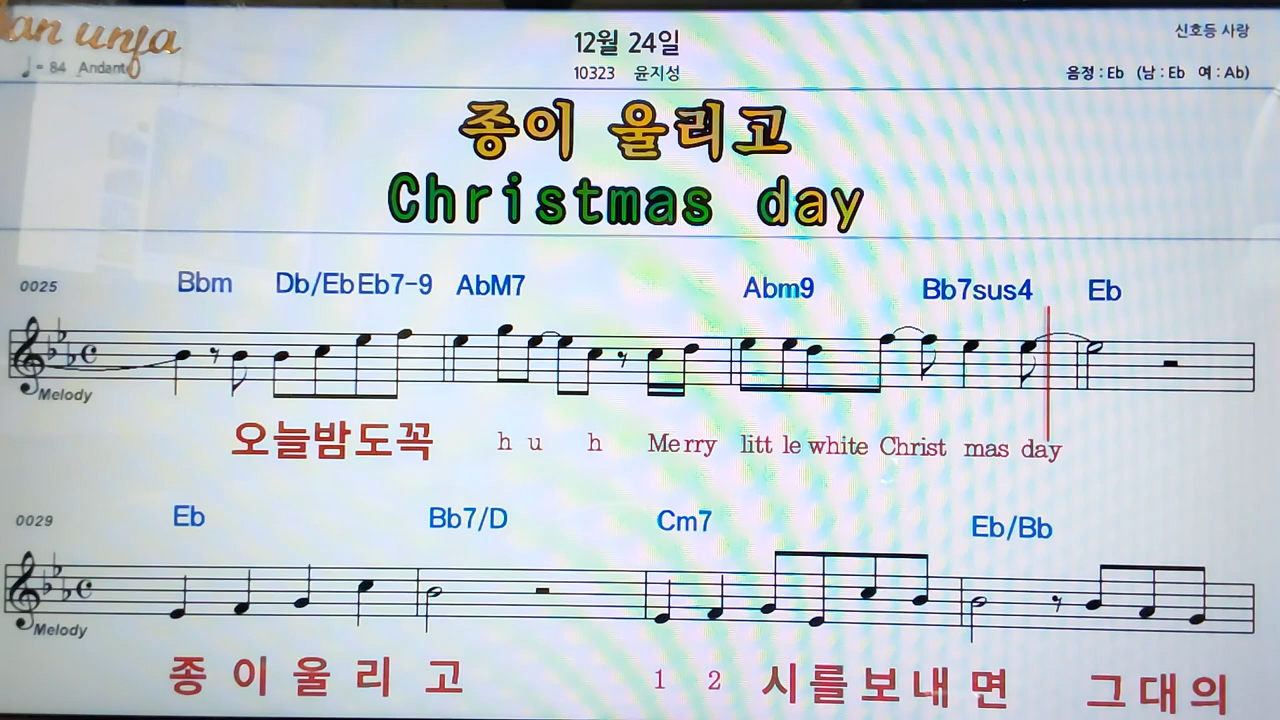 an unja
12월 24일
신호등 사랑
♩= 84 Andante
10323 윤지성
음정 : Eb (남 : Eb 여 : Ab)
종이 울리고
Christmas day
0025 Bbm Db/Eb Eb7-9 AbM7 Abm9 Bb7sus4 Eb
Melody
오늘밤도꼭 h u h Merry litt le white Christ mas day
0029 Eb Bb7/D Cm7 Eb/Bb
Melody
종 이 울 리 고 1 2 시를보내 면 그대의